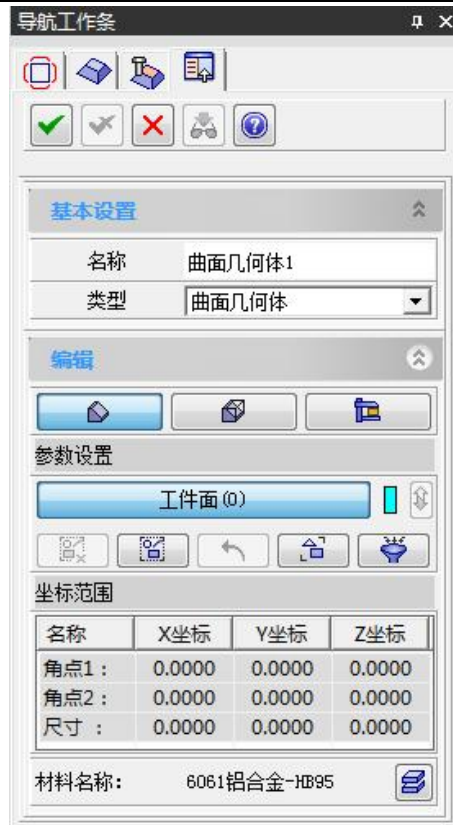 导航工作条
基本设置
名称 曲面几何体1
类型 曲面几何体
编辑
参数设置
工件面(0)
坐标范围
名称 X坐标 Y坐标 Z坐标
角点1： 0.0000 0.0000 0.0000
角点2： 0.0000 0.0000 0.0000
尺寸 ： 0.0000 0.0000 0.0000
材料名称： 6061铝合金-HB95